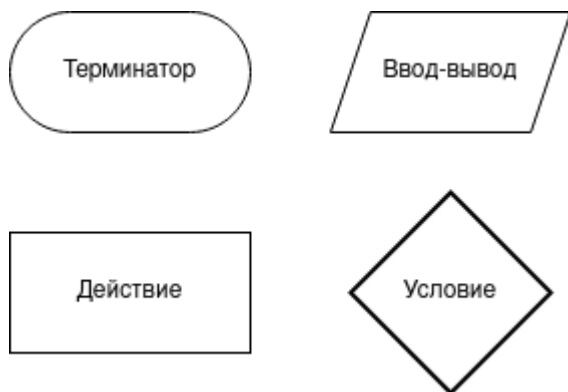 Терминатор
Ввод-вывод
Действие
Условие